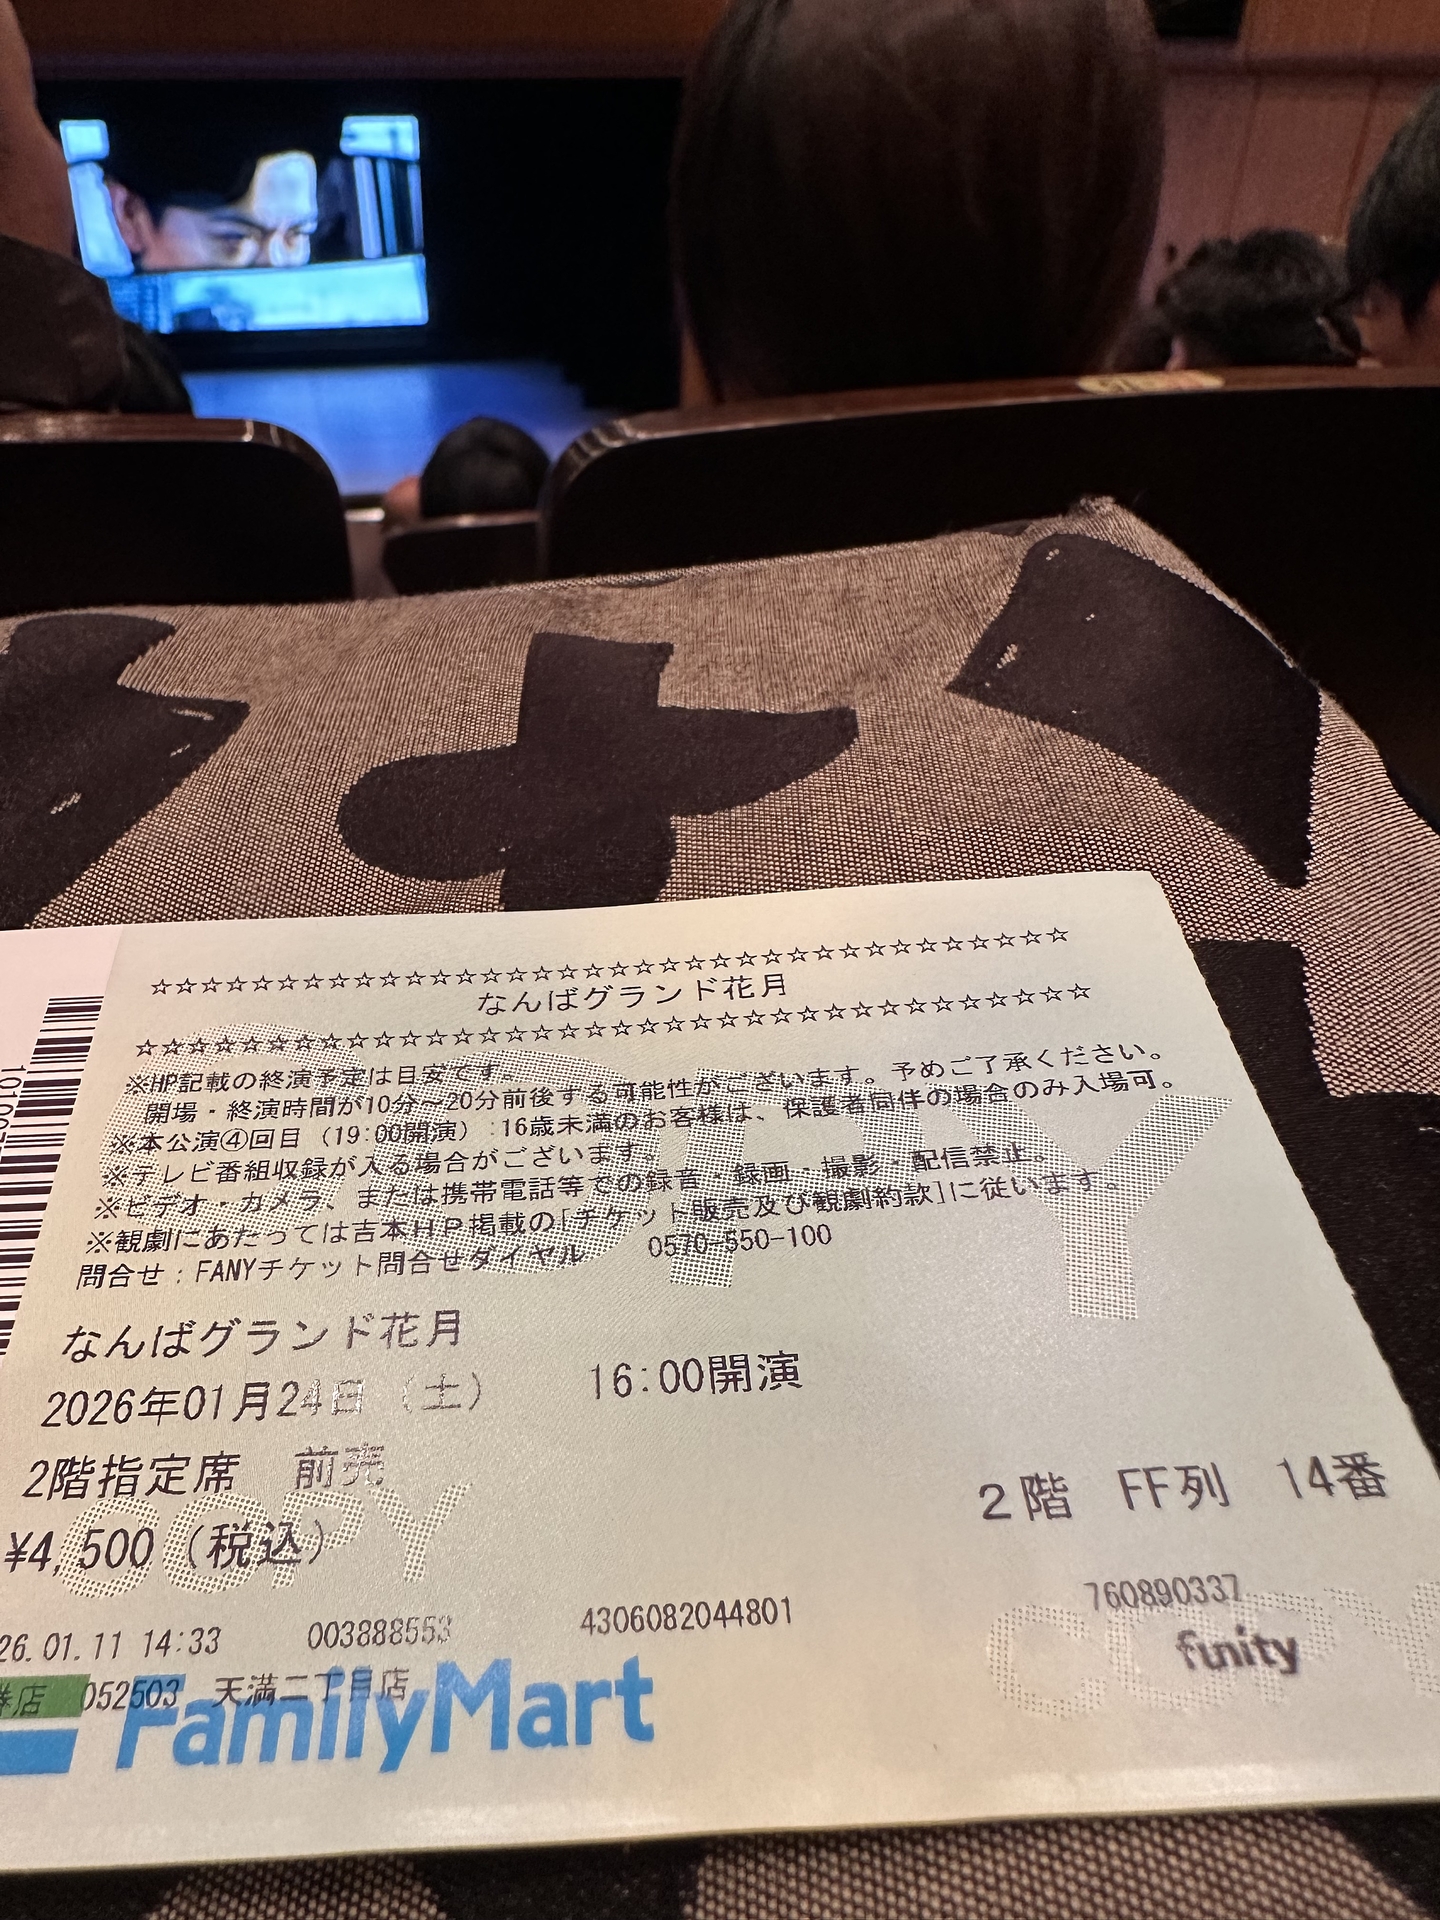 ☆☆☆☆☆☆☆☆☆☆☆☆☆☆☆☆☆☆☆☆☆☆☆☆☆☆☆☆☆☆☆☆☆☆☆☆
なんばグランド花月
☆☆☆☆☆☆☆☆☆☆☆☆☆☆☆☆☆☆☆☆☆☆☆☆☆☆☆☆☆☆☆☆☆☆☆☆
※HP記載の終演予定は目安です。
開場・終演時間が10分～20分前後する可能性がございます。予めご了承ください。
※本公演④回目（19:00開演）:16歳未満のお客様は、保護者同伴の場合のみ入場可。
※テレビ番組収録が入る場合がございます。
※ビデオ・カメラ、または携帯電話等での録音・録画・撮影・配信禁止。
※観劇にあたっては吉本HP掲載の[チケット販売及び観劇約款]に従います。
問合せ：FANYチケット問合せダイヤル 0570-550-100
なんばグランド花月
2026年01月24日（土） 16:00開演
2階指定席 前売
2階 FF列 14番
¥4,500（税込）
760890337
26.01.11 14:33 003888553 4306082044801
funity
券店 052503 天満二丁目店
FamilyMart
COPY
COPY
COPY